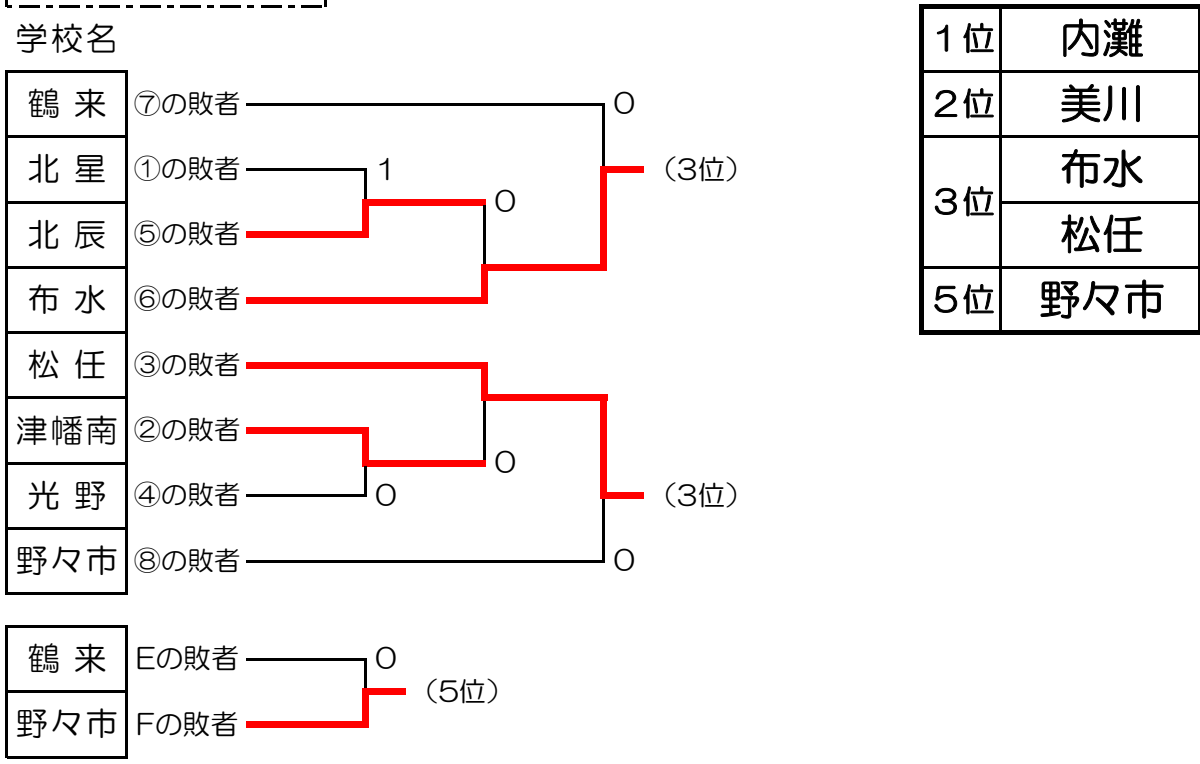 学校名
鶴 来 ⑦の敗者 0
北 星 ①の敗者 1
(3位)
0
北 辰 ⑤の敗者
布 水 ⑥の敗者
松 任 ③の敗者
津幡南 ②の敗者
0
光 野 ④の敗者 0
(3位)
野々市 ⑧の敗者 0
鶴 来 Eの敗者 0
(5位)
野々市 Fの敗者
1位 内灘
2位 美川
3位 布水
松任
5位 野々市